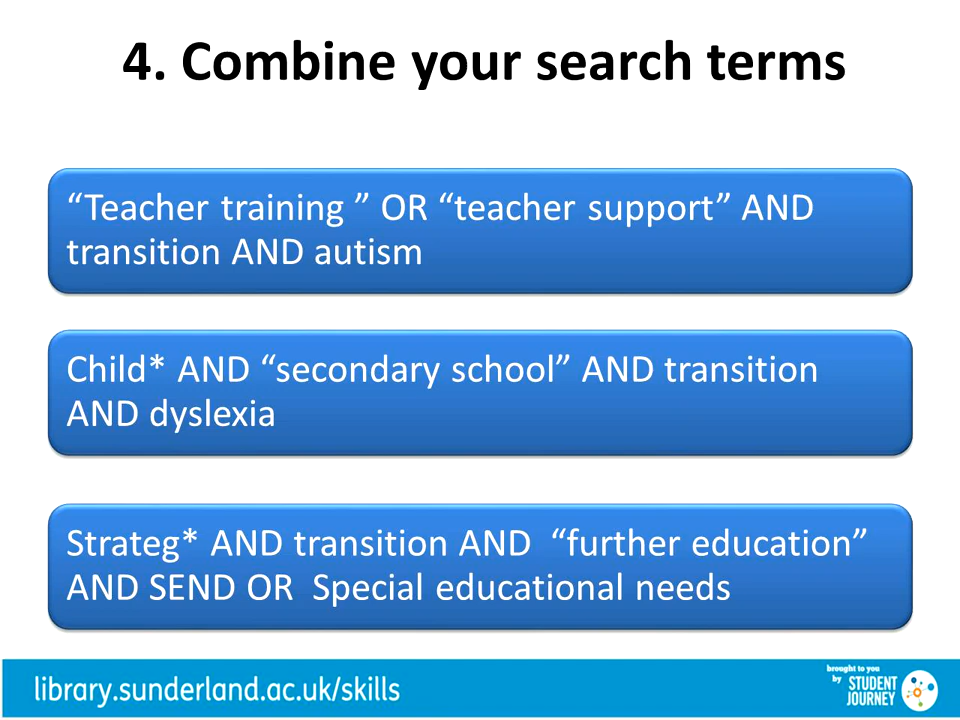 4. Combine your search terms
“Teacher training ” OR “teacher support” AND
transition AND autism
Child* AND “secondary school” AND transition
AND dyslexia
Strateg* AND transition AND  “further education”
AND SEND OR  Special educational needs
library.sunderland.ac.uk/skills
brought to you
by STUDENT
JOURNEY